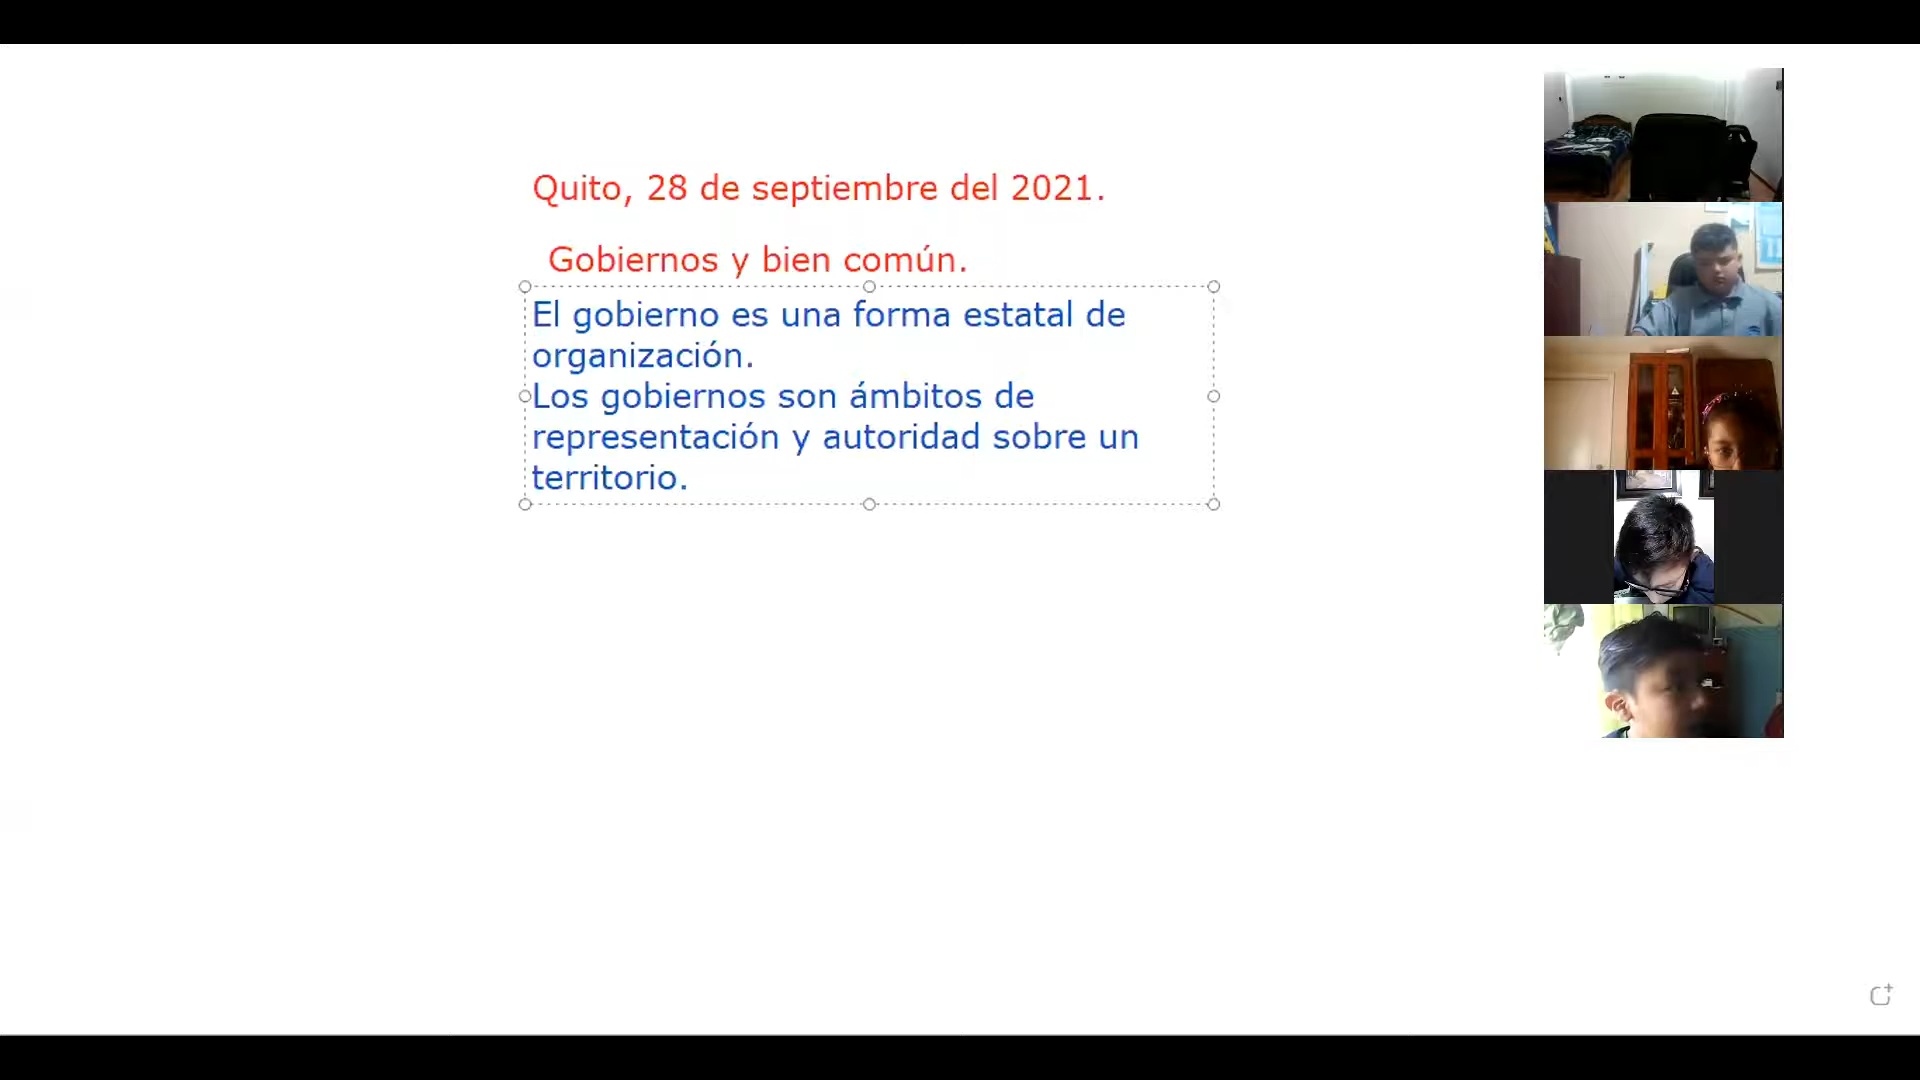 Quito, 28 de septiembre del 2021.
Gobiernos y bien común.
El gobierno es una forma estatal de
organización.
Los gobiernos son ámbitos de
representación y autoridad sobre un
territorio.